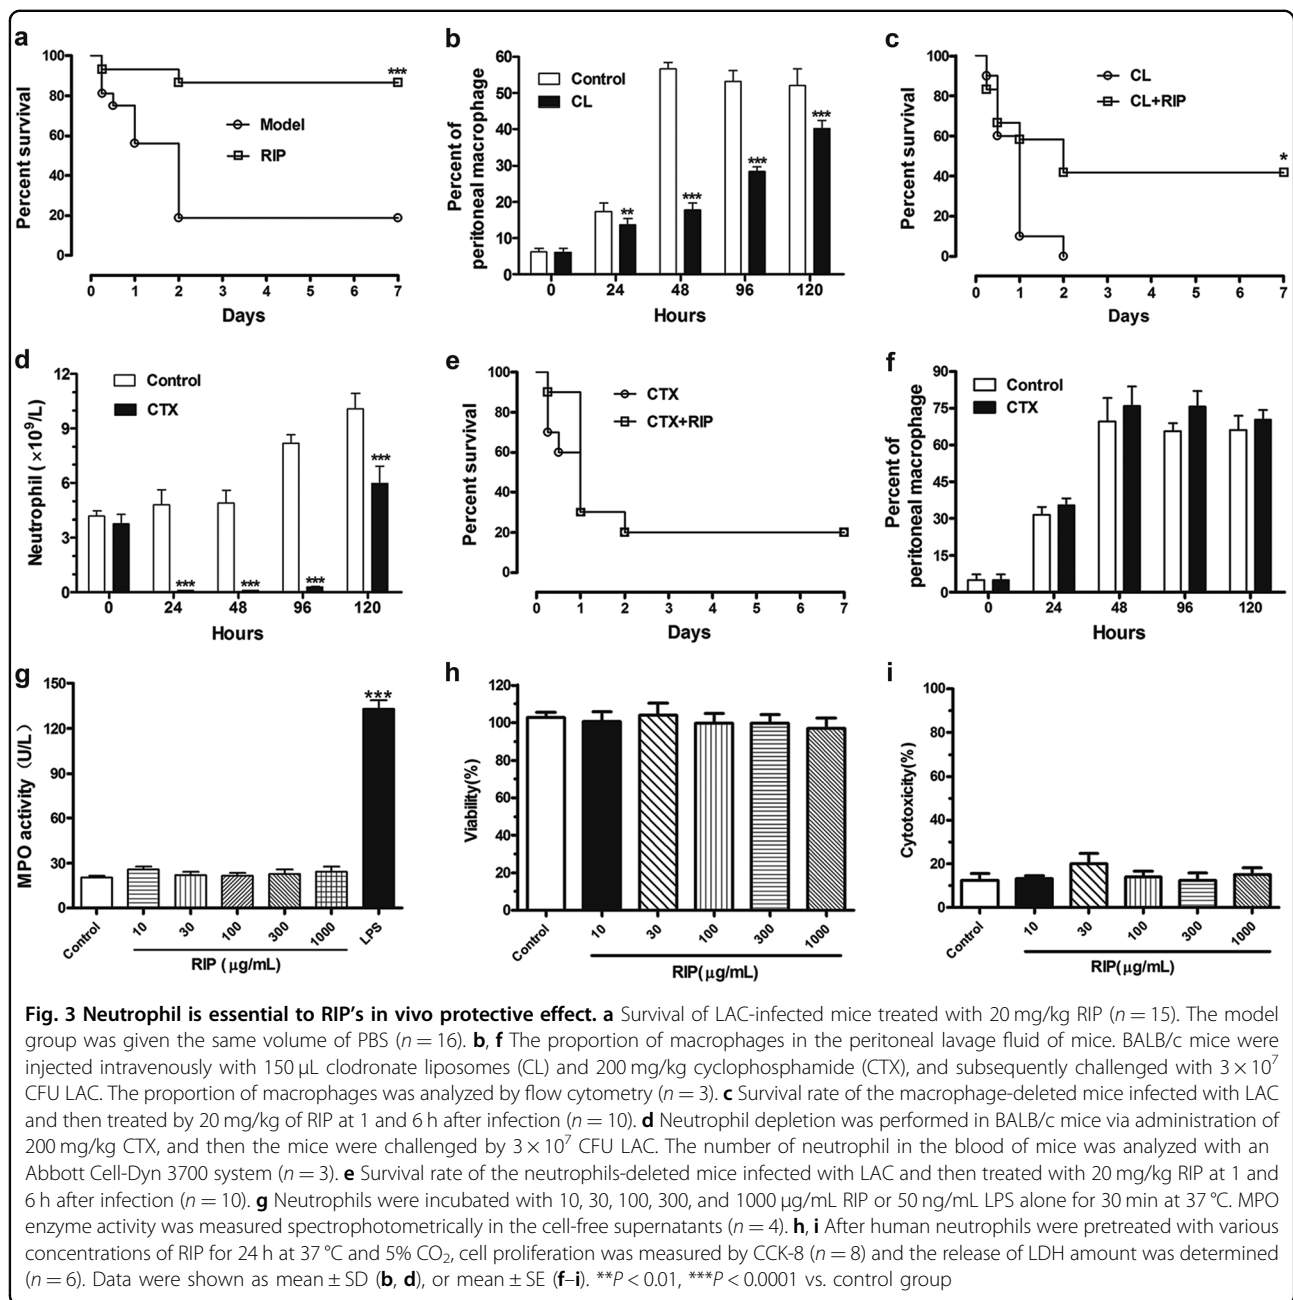 a
100
80
60
40
20
0
Percent survival
Model
RIP
***
0 1 2 3 4 5 6 7
Days
b
60
50
40
30
20
10
0
Percent of
peritoneal macrophage
Control
CL
** *** *** ***
0 24 48 96 120
Hours
c
100
80
60
40
20
0
Percent survival
CL
CL+RIP
*
0 1 2 3 4 5 6 7
Days
d
12
9
6
3
0
Neutrophil (×10⁹/L)
Control
CTX
*** *** *** ***
0 24 48 96 120
Hours
e
100
80
60
40
20
0
Percent survival
CTX
CTX+RIP
0 1 2 3 4 5 6 7
Days
f
90
75
60
45
30
15
0
Percent of
peritoneal macrophage
Control
CTX
0 24 48 96 120
Hours
g
150
120
90
60
30
0
MPO activity (U/L)
***
Control 10 30 100 300 1000 LPS
RIP (μg/mL)
h
120
100
80
60
40
20
0
Viability(%)
Control 10 30 100 300 1000
RIP(μg/mL)
i
100
80
60
40
20
0
Cytotoxicity(%)
Control 10 30 100 300 1000
RIP(μg/mL)
Fig. 3 Neutrophil is essential to RIP's in vivo protective effect. a Survival of LAC-infected mice treated with 20 mg/kg RIP (n = 15). The model
group was given the same volume of PBS (n = 16). b, f The proportion of macrophages in the peritoneal lavage fluid of mice. BALB/c mice were
injected intravenously with 150 μL clodronate liposomes (CL) and 200 mg/kg cyclophosphamide (CTX), and subsequently challenged with 3 × 10⁷
CFU LAC. The proportion of macrophages was analyzed by flow cytometry (n = 3). c Survival rate of the macrophage-deleted mice infected with LAC
and then treated by 20 mg/kg of RIP at 1 and 6 h after infection (n = 10). d Neutrophil depletion was performed in BALB/c mice via administration of
200 mg/kg CTX, and then the mice were challenged by 3 × 10⁷ CFU LAC. The number of neutrophil in the blood of mice was analyzed with an
Abbott Cell-Dyn 3700 system (n = 3). e Survival rate of the neutrophils-deleted mice infected with LAC and then treated with 20 mg/kg RIP at 1 and
6 h after infection (n = 10). g Neutrophils were incubated with 10, 30, 100, 300, and 1000 μg/mL RIP or 50 ng/mL LPS alone for 30 min at 37 °C. MPO
enzyme activity was measured spectrophotometrically in the cell-free supernatants (n = 4). h, i After human neutrophils were pretreated with various
concentrations of RIP for 24 h at 37 °C and 5% CO₂, cell proliferation was measured by CCK-8 (n = 8) and the release of LDH amount was determined
(n = 6). Data were shown as mean ± SD (b, d), or mean ± SE (f–i). **P < 0.01, ***P < 0.0001 vs. control group